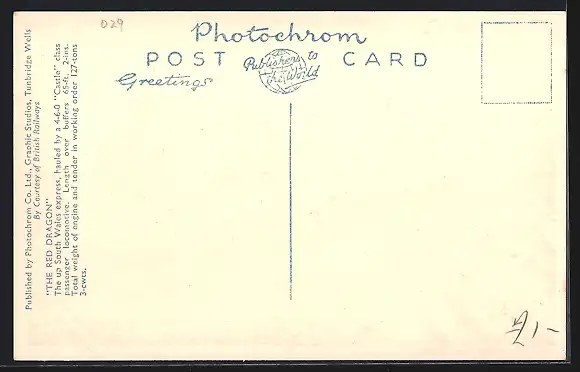 029
Photochrom
POST CARD
Publishers to the World
Greetings
Published by Photochrom Co. Ltd., Graphic Studios, Tunbridge Wells
By Courtesy of British Railways
"THE RED DRAGON"
The up South Wales express, hauled by a 4-6-0 "Castle" class
passenger locomotive. Length over buffers 65-ft. 2-ins.
Total weight of engine and tender in working order 127-tons
3-cwts.
£1-